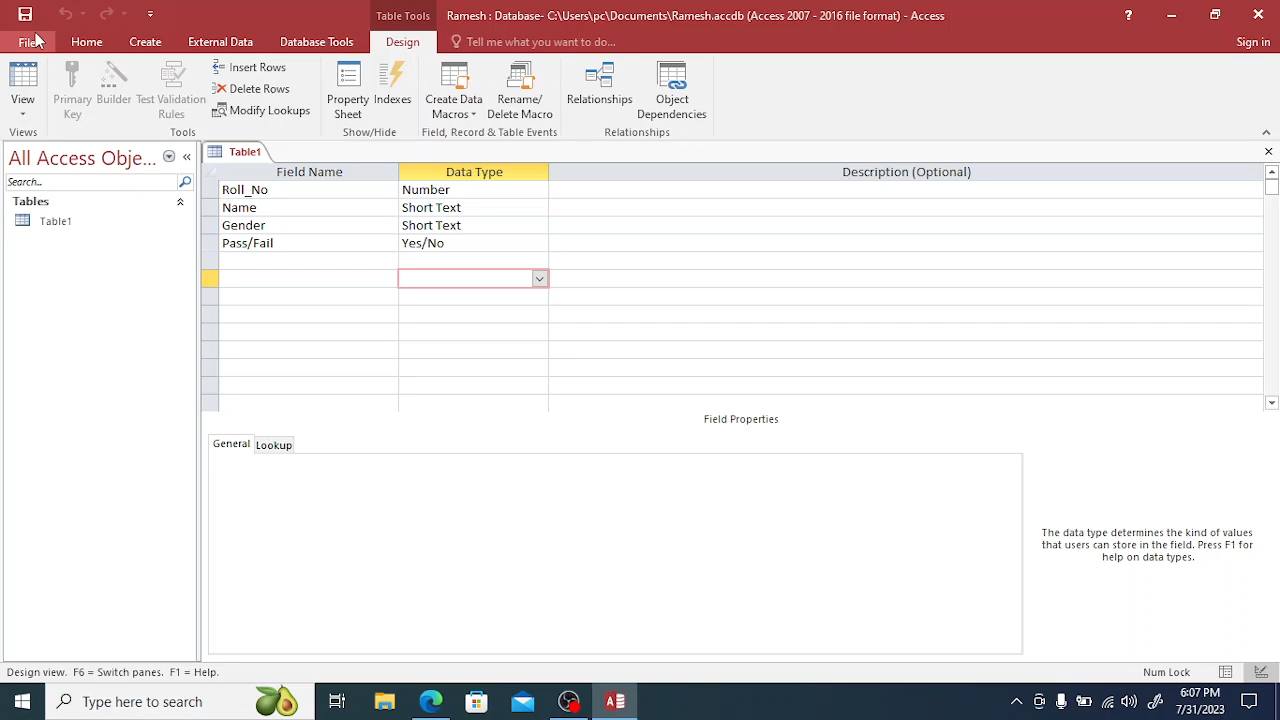 Table Tools
Ramesh : Database- C:\Users\pc\Documents\Ramesh.accdb (Access 2007 - 2016 file format) - Access
File
Home
Create
External Data
Database Tools
Design
Tell me what you want to do...
Sign in
View
Primary Key
Builder
Test Validation Rules
Insert Rows
Delete Rows
Modify Lookups
Property Sheet
Indexes
Create Data Macros
Rename/ Delete Macro
Relationships
Object Dependencies
Views
Tools
Show/Hide
Field, Record & Table Events
Relationships
All Access Obje...
Search...
Tables
Table1
Table1
Field Name
Data Type
Description (Optional)
Roll_No
Number
Name
Short Text
Gender
Short Text
Pass/Fail
Yes/No
Field Properties
General
Lookup
The data type determines the kind of values
that users can store in the field. Press F1 for
help on data types.
Design view. F6 = Switch panes. F1 = Help.
Num Lock
Type here to search
6:07 PM
7/31/2023